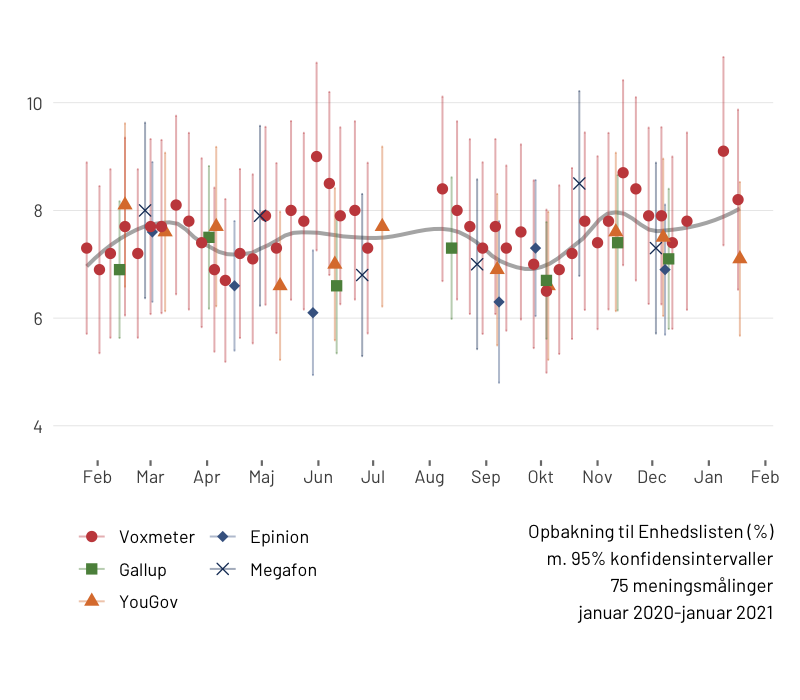 10
8
6
4
Feb Mar Apr Maj Jun Jul Aug Sep Okt Nov Dec Jan Feb
Voxmeter Epinion
Gallup Megafon
YouGov
Opbakning til Enhedslisten (%)
m. 95% konfidensintervaller
75 meningsmålinger
januar 2020-januar 2021